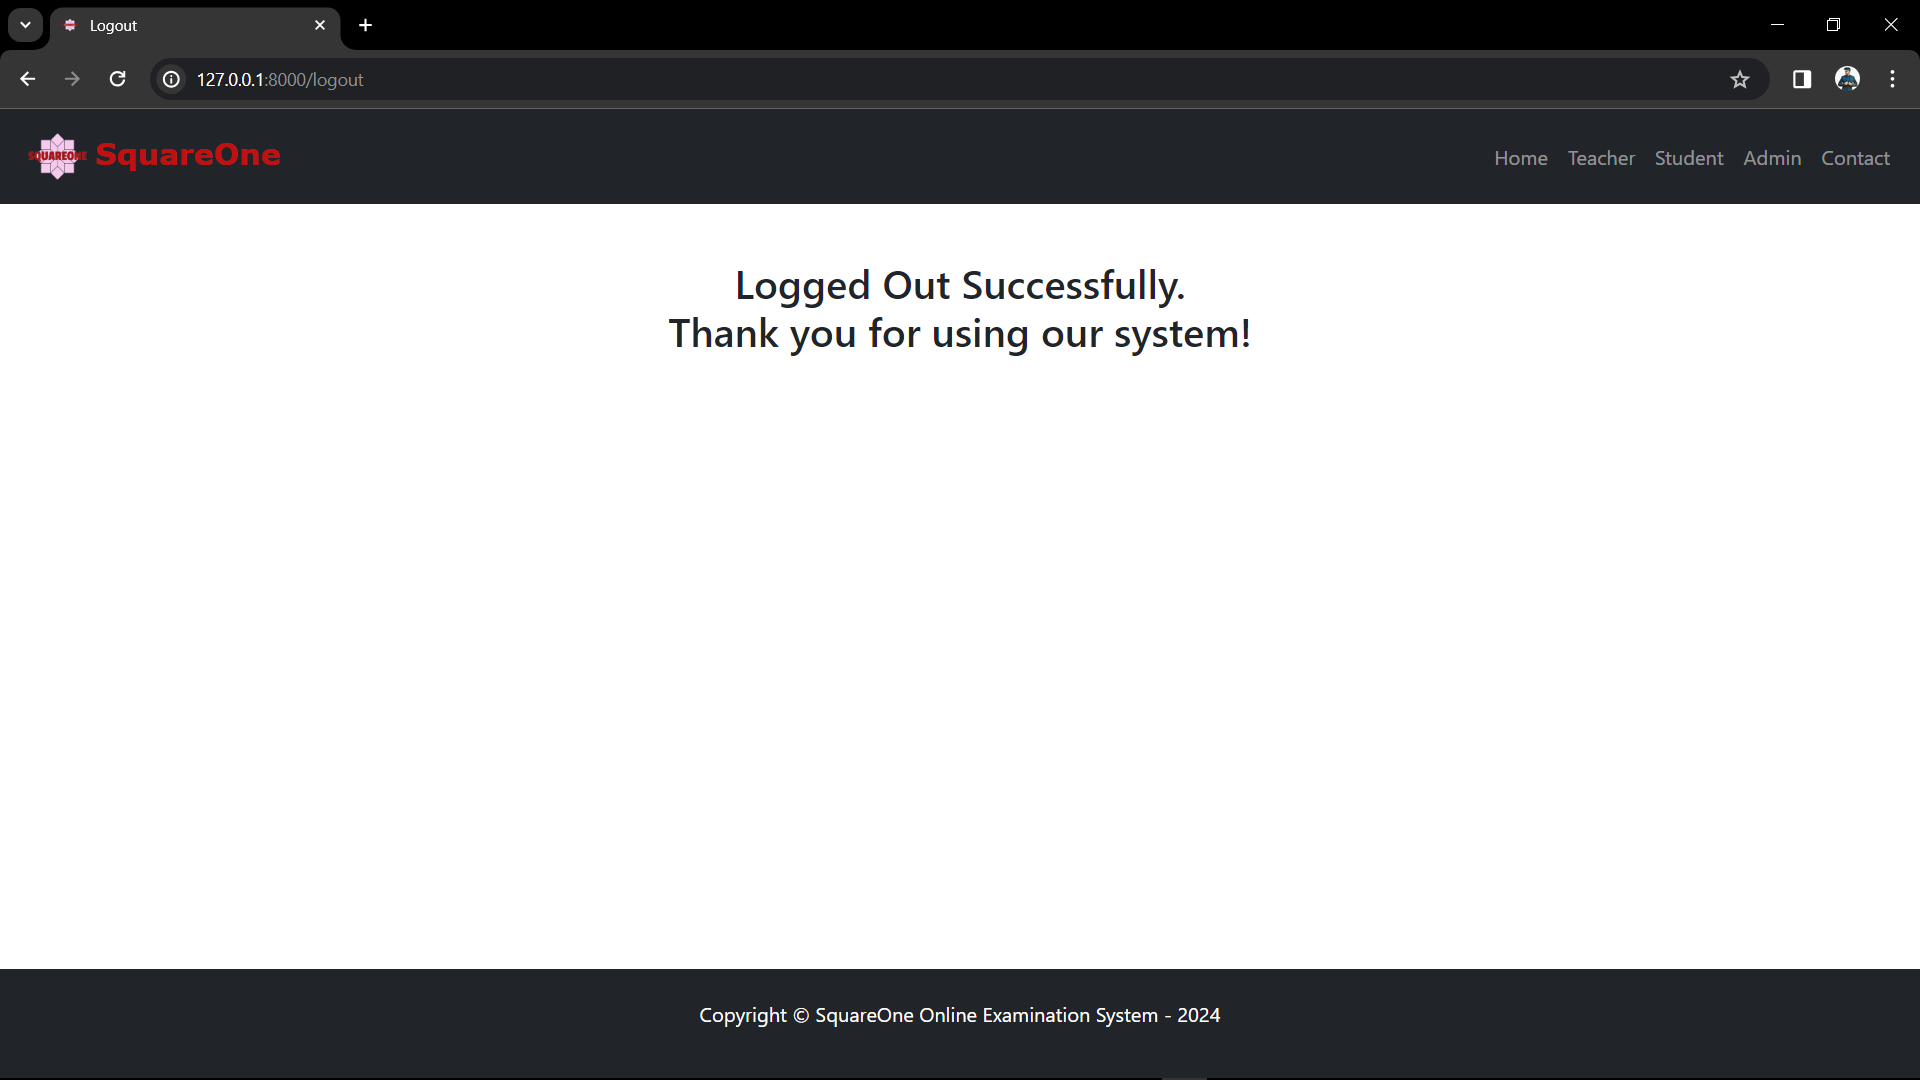 Logout
127.0.0.1:8000/logout
SQUAREONE
SquareOne
Home Teacher Student Admin Contact
Logged Out Successfully.
Thank you for using our system!
Copyright © SquareOne Online Examination System - 2024